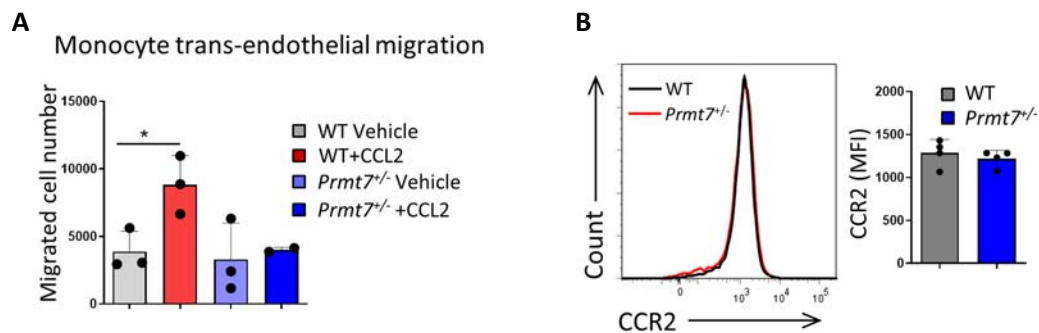 A
Monocyte trans-endothelial migration
Migrated cell number
15000
10000
5000
0
*
WT Vehicle
WT+CCL2
Prmt7+/- Vehicle
Prmt7+/- +CCL2
B
Count
WT
Prmt7+/-
0
10³
10⁴
10⁵
CCR2
CCR2 (MFI)
2000
1500
1000
500
0
WT
Prmt7+/-